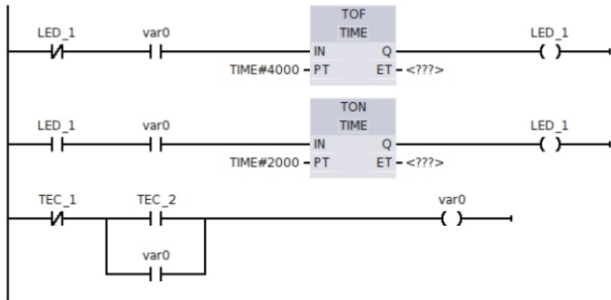 TOF
LED_1 var0 TIME LED_1
IN Q
TIME#4000 PT ET <???>
TON
LED_1 var0 TIME LED_1
IN Q
TIME#2000 PT ET <???>
TEC_1 TEC_2 var0
var0